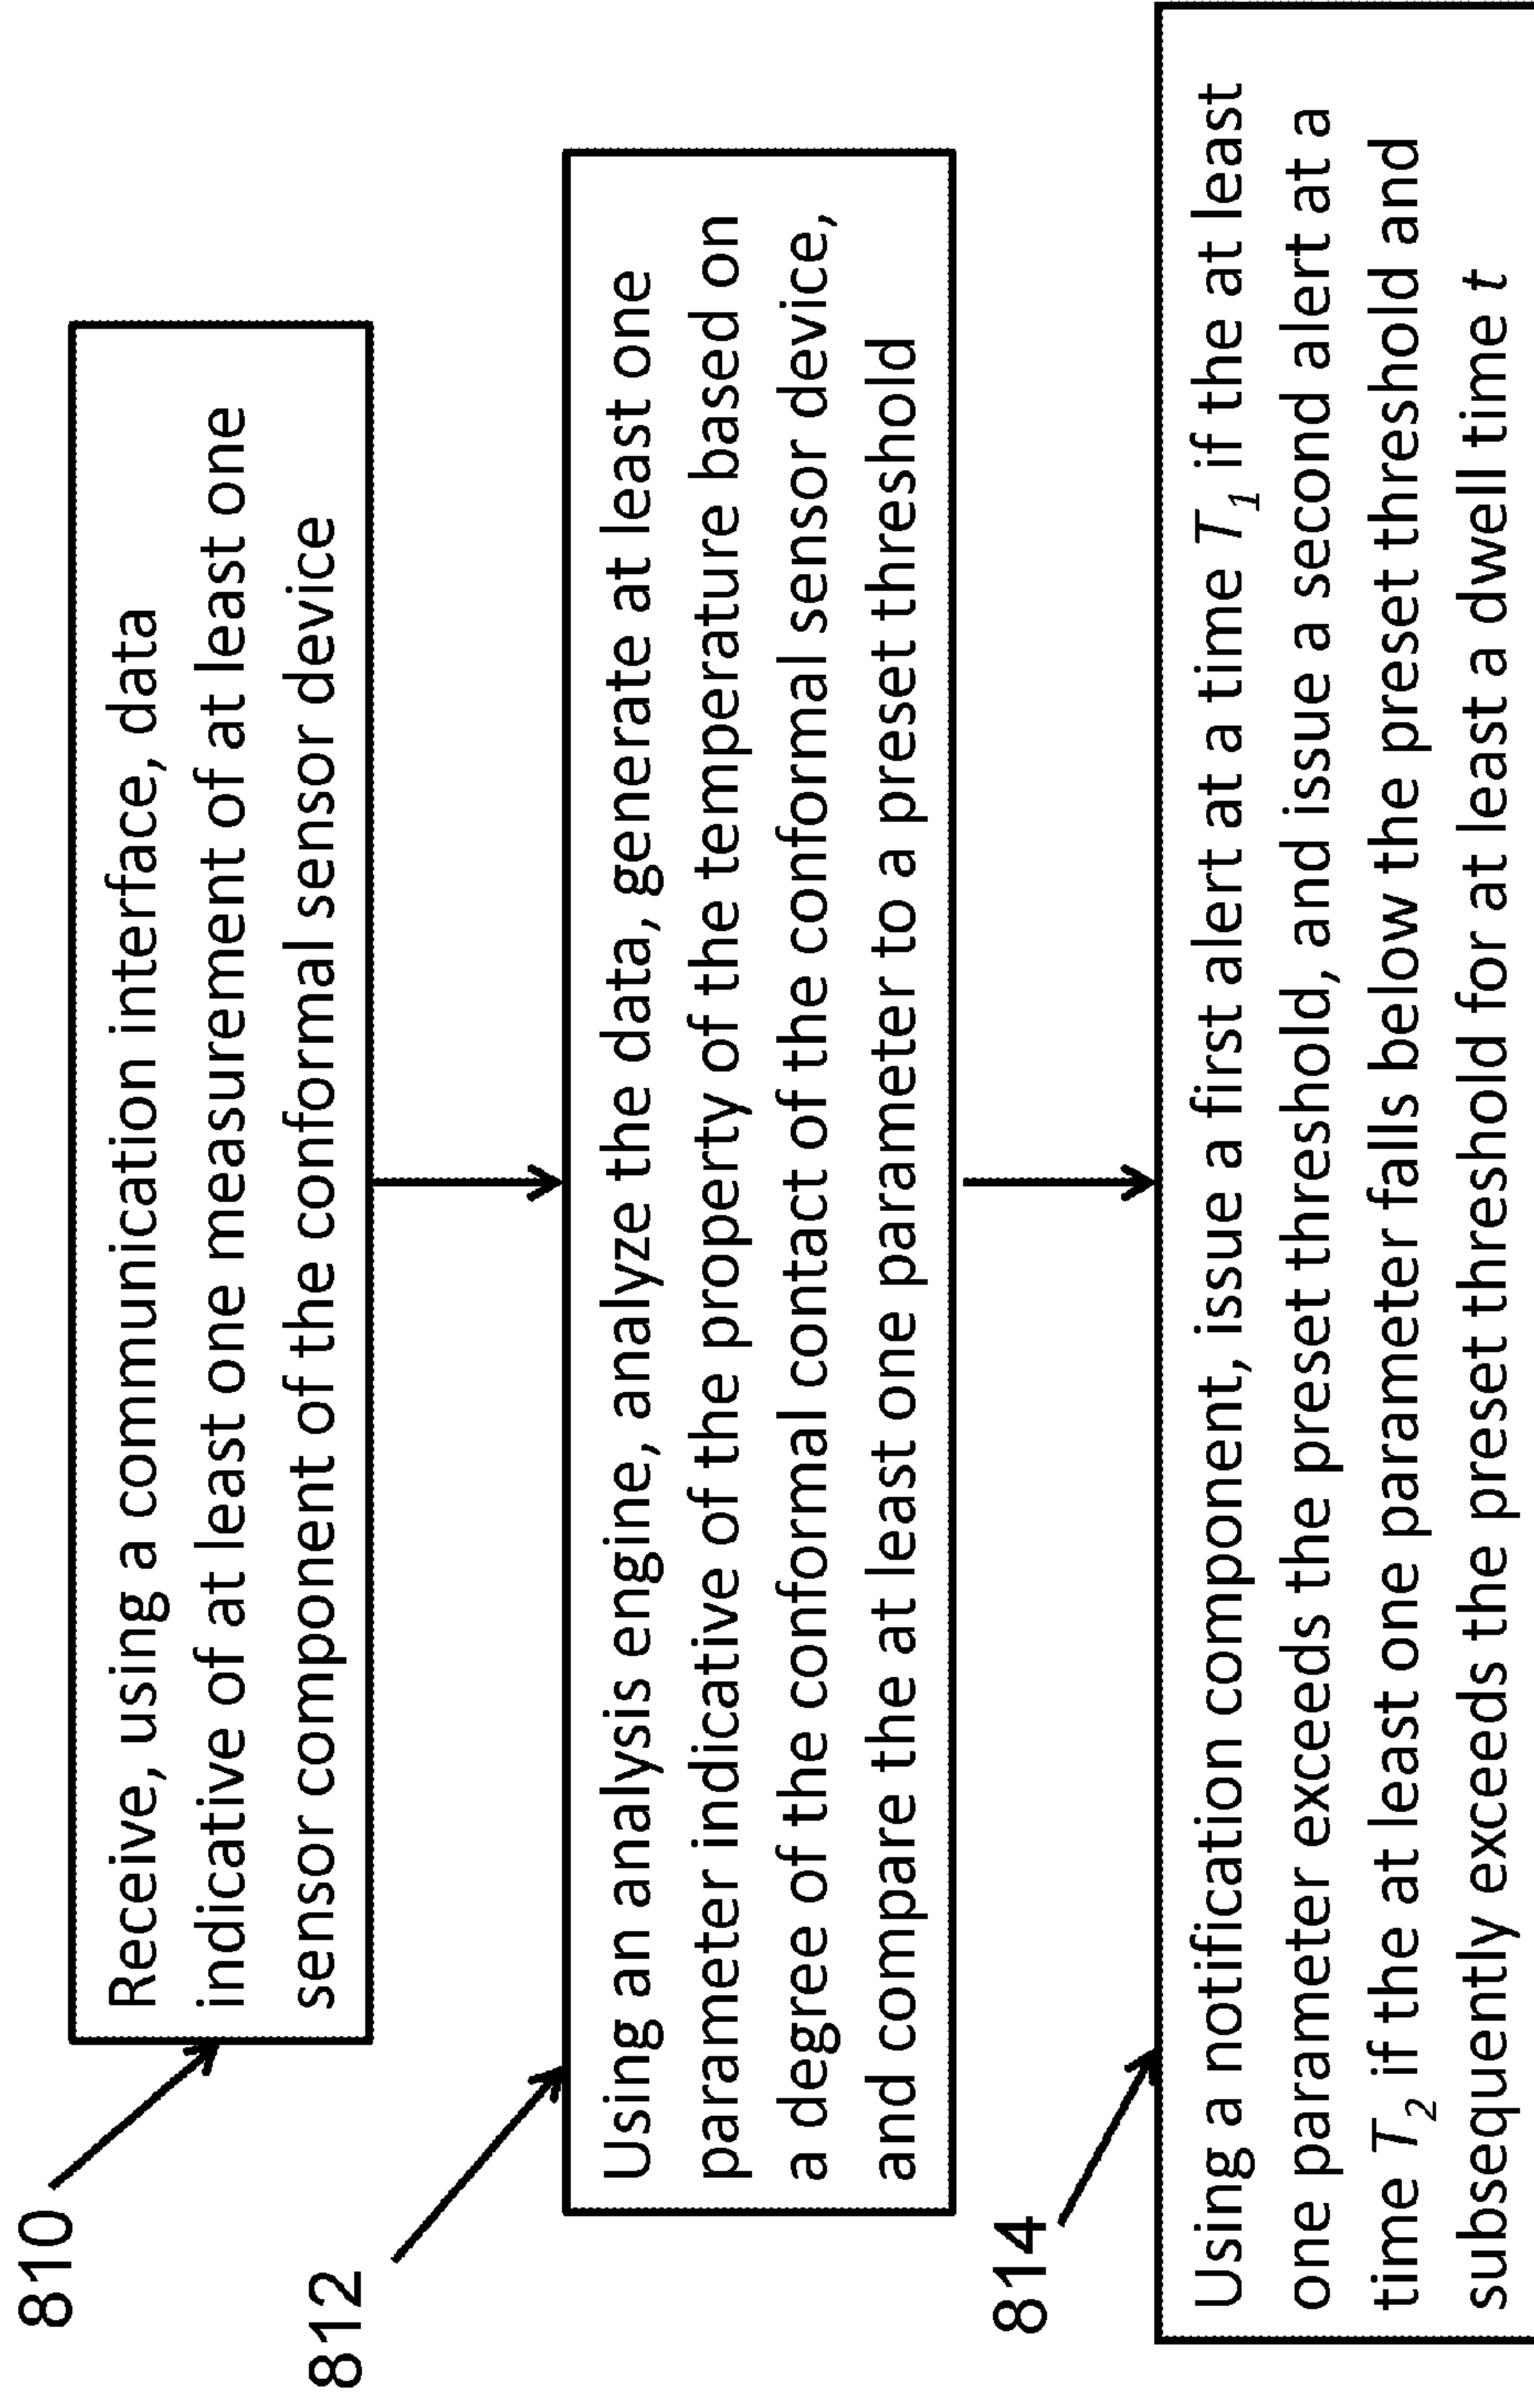 810
Receive, using a communication interface, data
indicative of at least one measurement of at least one
sensor component of the conformal sensor device
812
Using an analysis engine, analyze the data, generate at least one
parameter indicative of the property of the temperature based on
a degree of the conformal contact of the conformal sensor device,
and compare the at least one parameter to a preset threshold
814
Using a notification component, issue a first alert at a time T1 if the at least
one parameter exceeds the preset threshold, and issue a second alert at a
time T2 if the at least one parameter falls below the preset threshold and
subsequently exceeds the preset threshold for at least a dwell time t